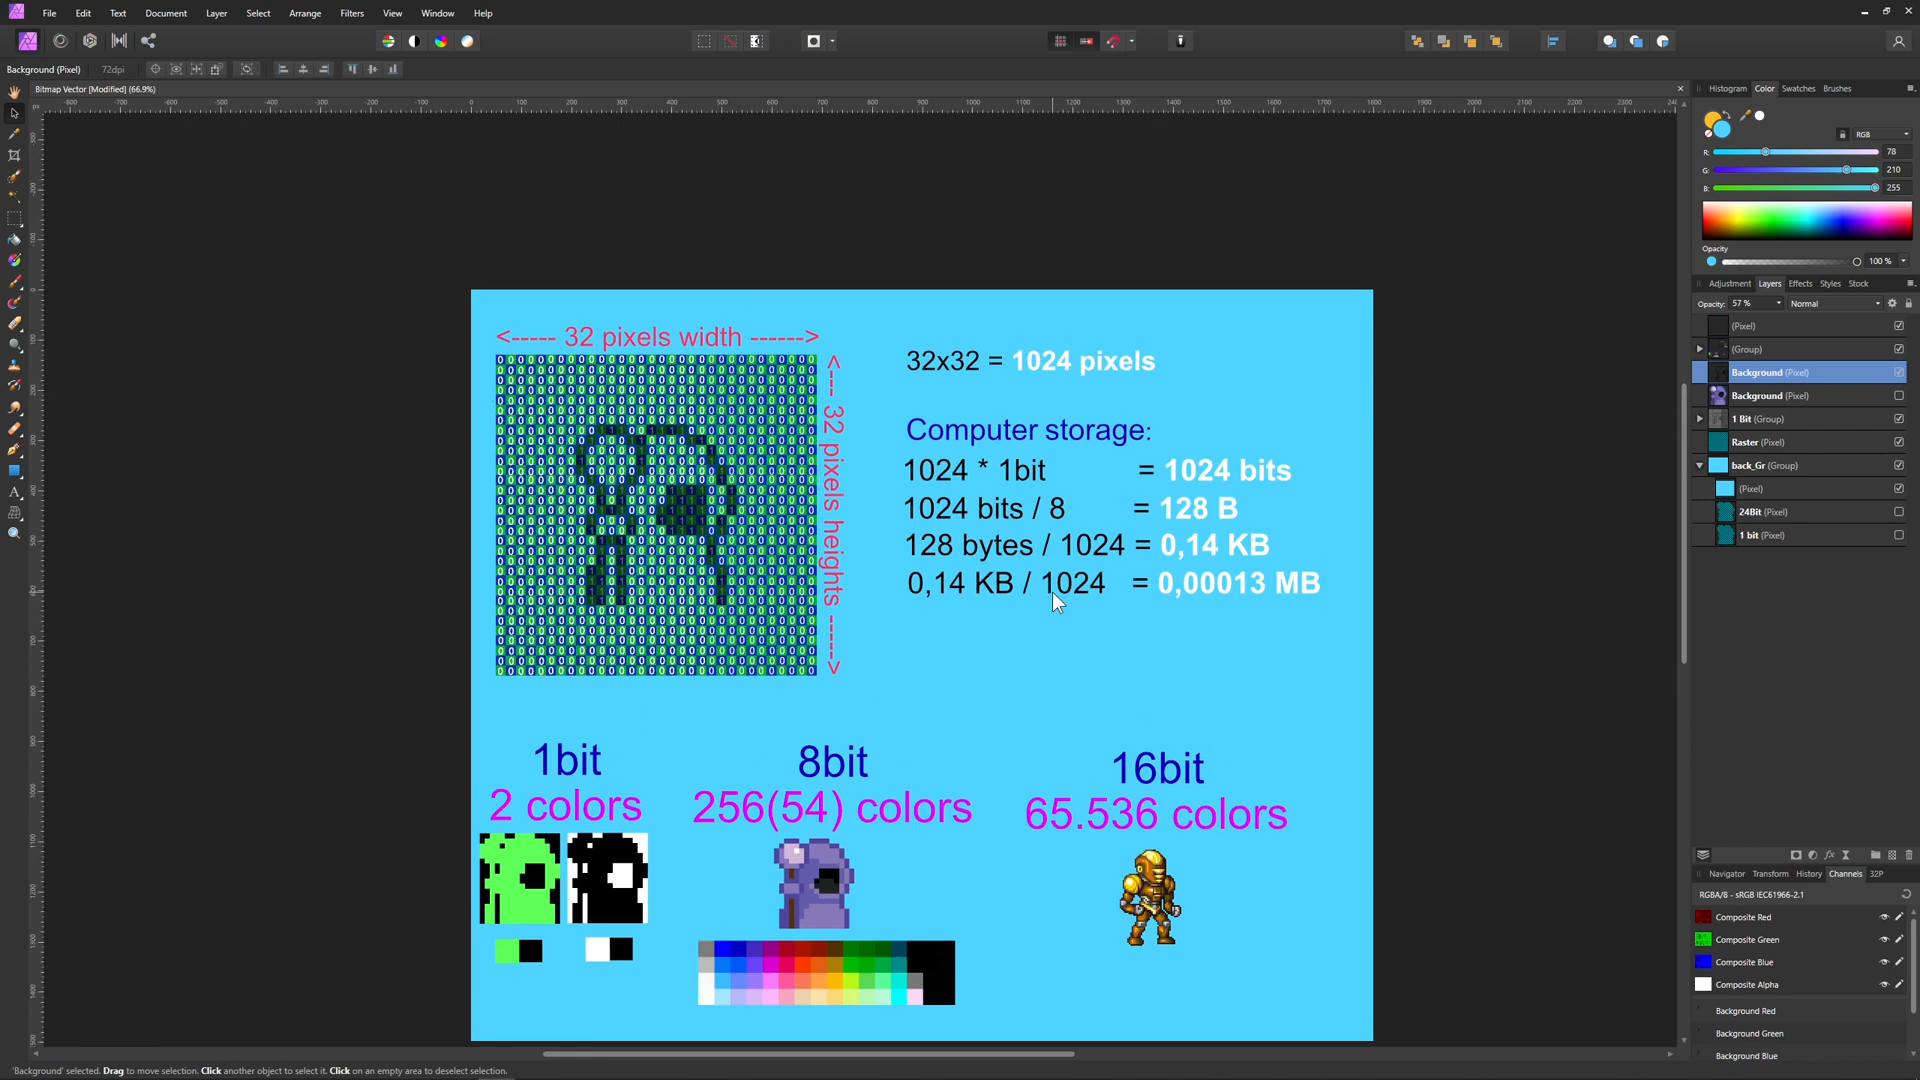 File Edit Text Document Layer Select Arrange Filters View Window Help
Background (Pixel) 72dpi
Bitmap Vector [Modified] (66.9%)
Histogram Color Swatches Brushes
RGB
R: 78
G: 210
B: 255
Opacity
100 %
Adjustment Layers Effects Styles Stock
Opacity: 57 % Normal
(Pixel)
(Group)
Background (Pixel)
Background (Pixel)
1 Bit (Group)
Raster (Pixel)
back_Gr (Group)
(Pixel)
24Bit (Pixel)
1 bit (Pixel)
Navigator Transform History Channels 32P
RGBA/8 - sRGB IEC61966-2.1
Composite Red
Composite Green
Composite Blue
Composite Alpha
Background Red
Background Green
Background Blue
<----- 32 pixels width ------>
<---- 32 pixels heights ----->
32x32 = 1024 pixels
Computer storage:
1024 * 1bit = 1024 bits
1024 bits / 8 = 128 B
128 bytes / 1024 = 0,14 KB
0,14 KB / 1024 = 0,00013 MB
1bit
2 colors
8bit
256(54) colors
16bit
65.536 colors
'Background' selected. Drag to move selection. Click another object to select it. Click on an empty area to deselect selection.